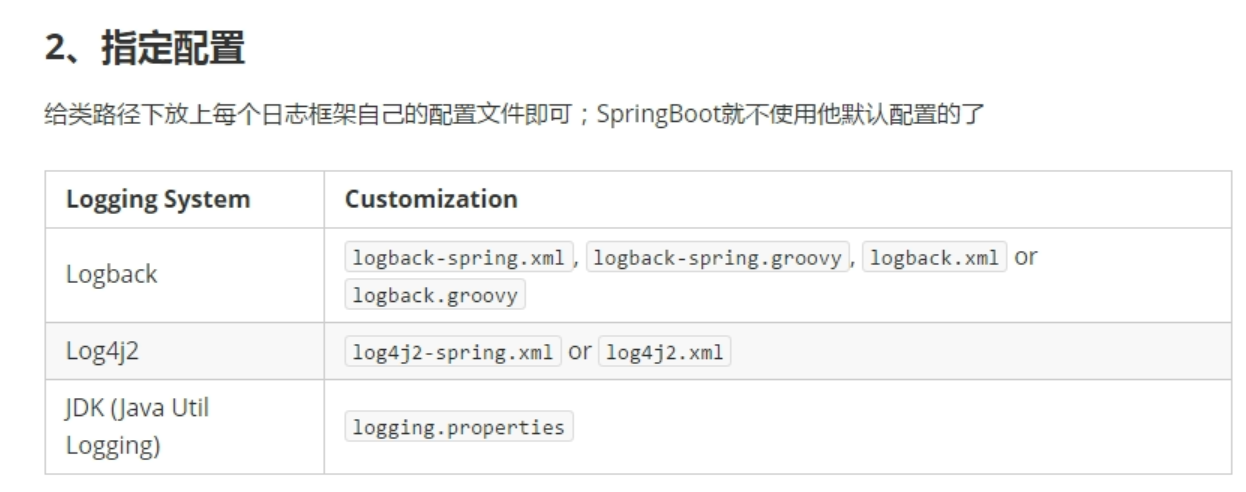 2、指定配置
给类路径下放上每个日志框架自己的配置文件即可；SpringBoot就不使用他默认配置的了
Logging System Customization
Logback logback-spring.xml, logback-spring.groovy, logback.xml or
logback.groovy
Log4j2 log4j2-spring.xml or log4j2.xml
JDK (Java Util
Logging) logging.properties